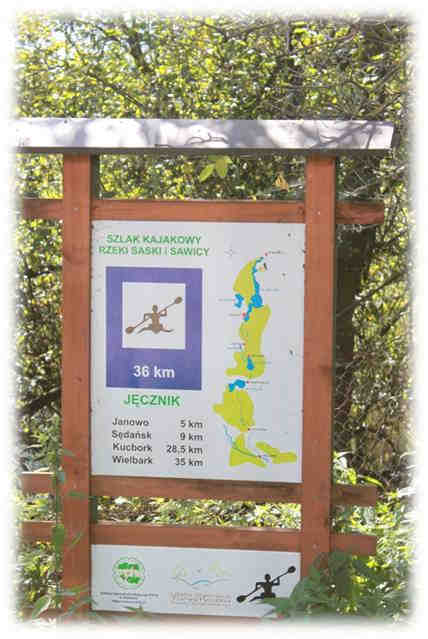 SZLAK KAJAKOWY
RZEKI SASKI i SAWICY
36 km
JĘCZNIK
Janowo 5 km
Sędańsk 9 km
Kucbork 28,5 km
Wielbark 35 km